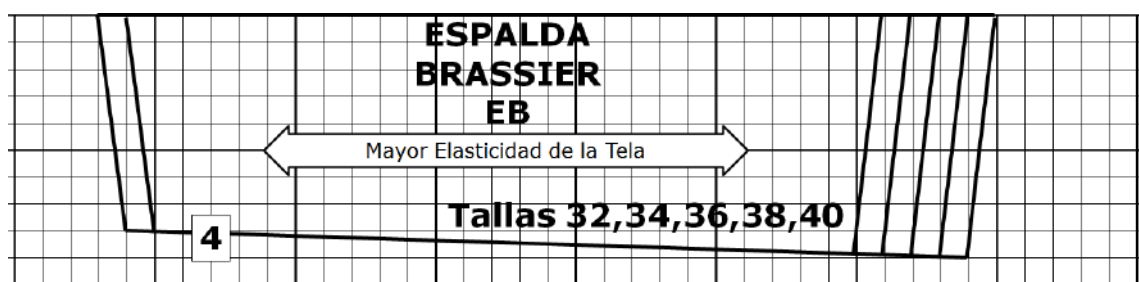 ESPALDA
BRASSIER
EB
Mayor Elasticidad de la Tela
Tallas 32,34,36,38,40
4